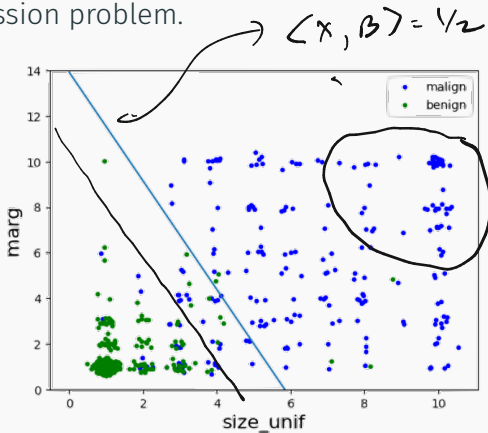 ssion problem.
⟨x, β⟩ = 1/2
malign
benign
14
12
10
8
6
4
2
0
marg
0 2 4 6 8 10
size_unif